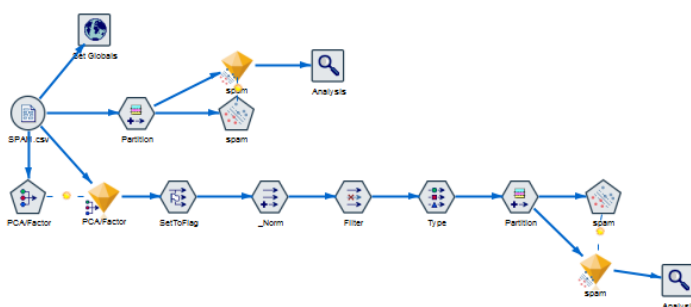 Set Globals
spam
Analysis
SPAM.csv
Partition
spam
PCA/Factor
PCA/Factor
SetToFlag
_Norm
Filter
Type
Partition
spam
spam
Analysis